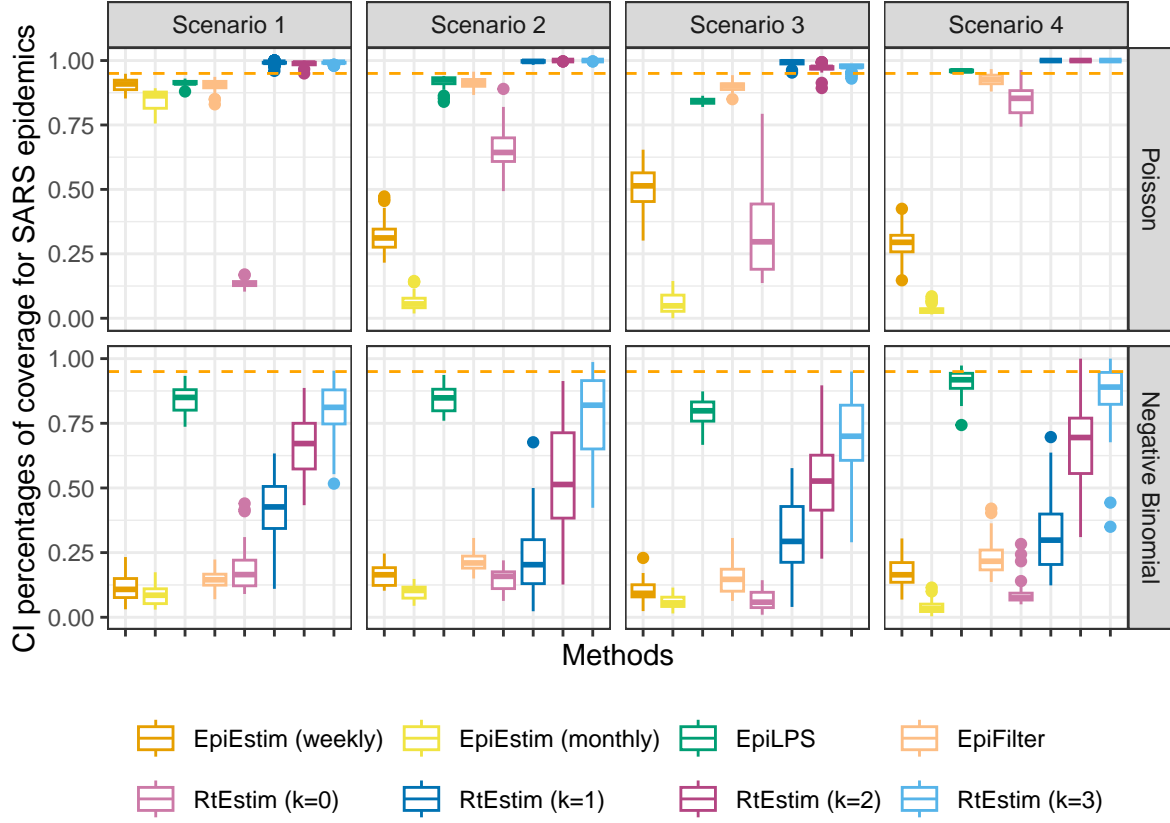 Scenario 1 Scenario 2 Scenario 3 Scenario 4
CI percentages of coverage for SARS epidemics
1.00
0.75
0.50
0.25
0.00
Poisson
1.00
0.75
0.50
0.25
0.00
Negative Binomial
Methods
EpiEstim (weekly) EpiEstim (monthly) EpiLPS EpiFilter
RtEstim (k=0) RtEstim (k=1) RtEstim (k=2) RtEstim (k=3)